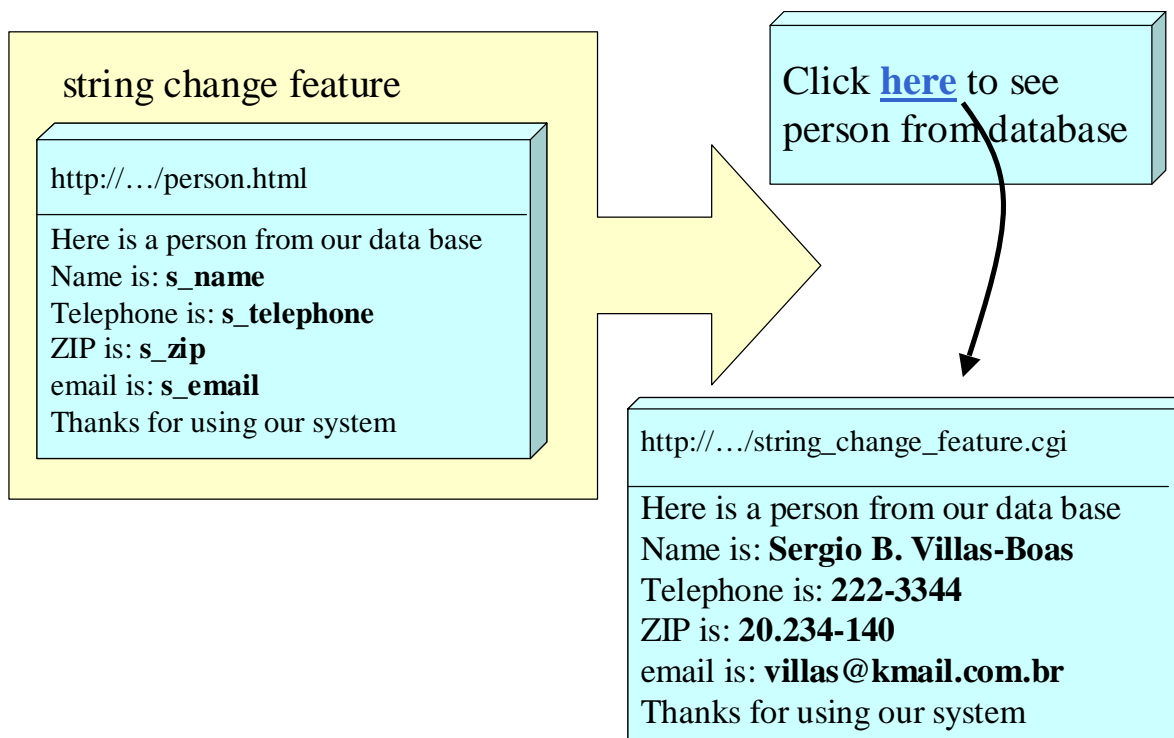 string change feature
http://…/person.html
Here is a person from our data base
Name is: s_name
Telephone is: s_telephone
ZIP is: s_zip
email is: s_email
Thanks for using our system
Click here to see
person from database
http://…/string_change_feature.cgi
Here is a person from our data base
Name is: Sergio B. Villas-Boas
Telephone is: 222-3344
ZIP is: 20.234-140
email is: villas@kmail.com.br
Thanks for using our system